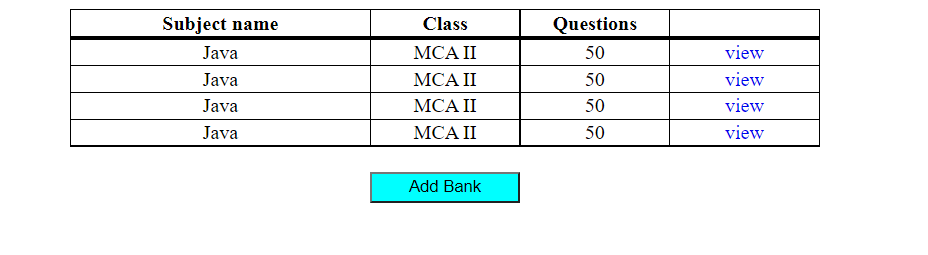 Subject name Class Questions
Java MCA II 50 view
Java MCA II 50 view
Java MCA II 50 view
Java MCA II 50 view
Add Bank